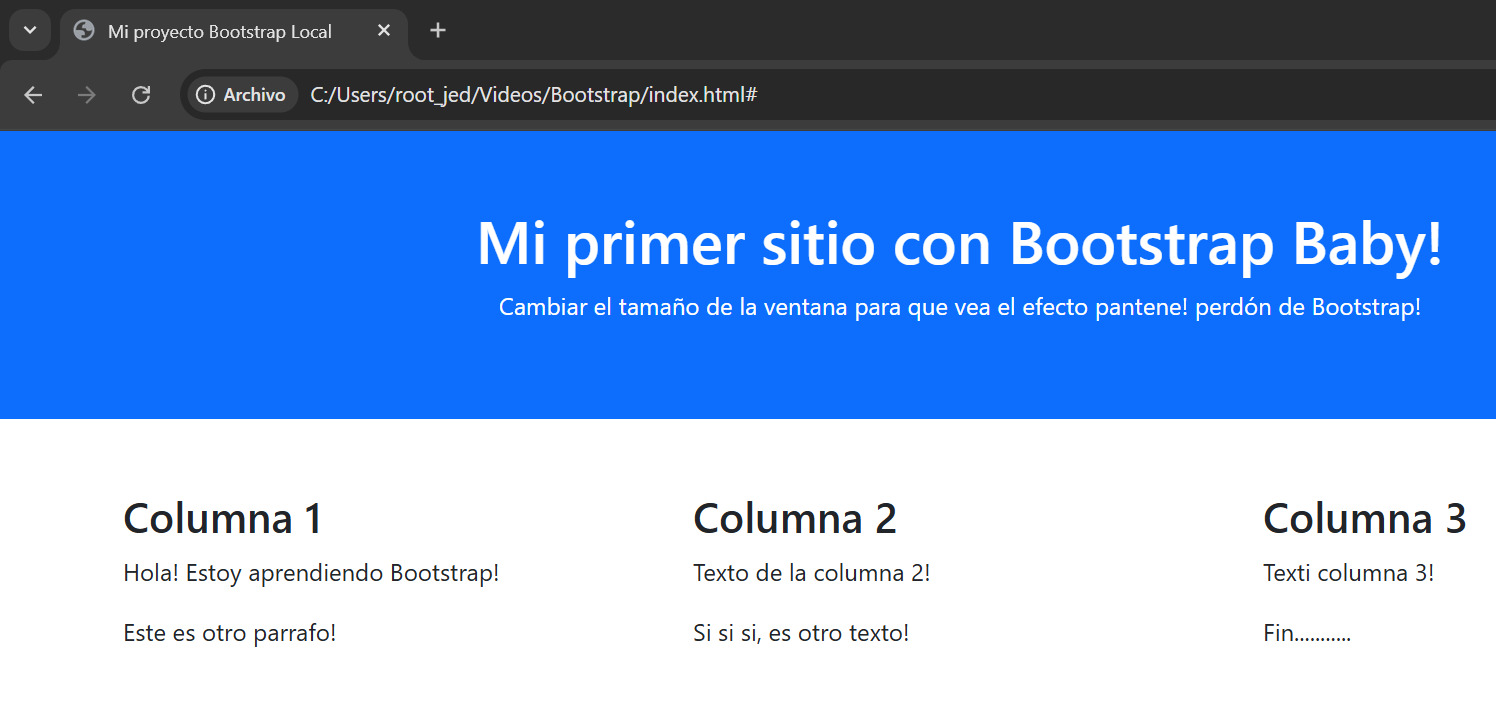 Mi proyecto Bootstrap Local
Archivo
C:/Users/root_jed/Videos/Bootstrap/index.html#
Mi primer sitio con Bootstrap Baby!
Cambiar el tamaño de la ventana para que vea el efecto pantene! perdón de Bootstrap!
Columna 1
Hola! Estoy aprendiendo Bootstrap!
Este es otro parrafo!
Columna 2
Texto de la columna 2!
Si si si, es otro texto!
Columna 3
Texti columna 3!
Fin...........